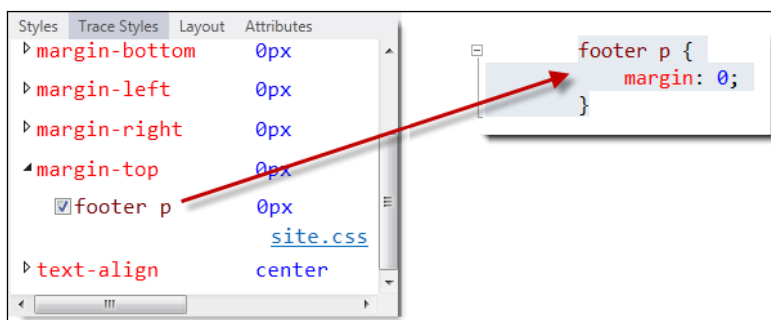 Styles Trace Styles Layout Attributes
margin-bottom 0px
margin-left 0px
margin-right 0px
margin-top 0px
footer p 0px
site.css
text-align center
footer p {
margin: 0;
}